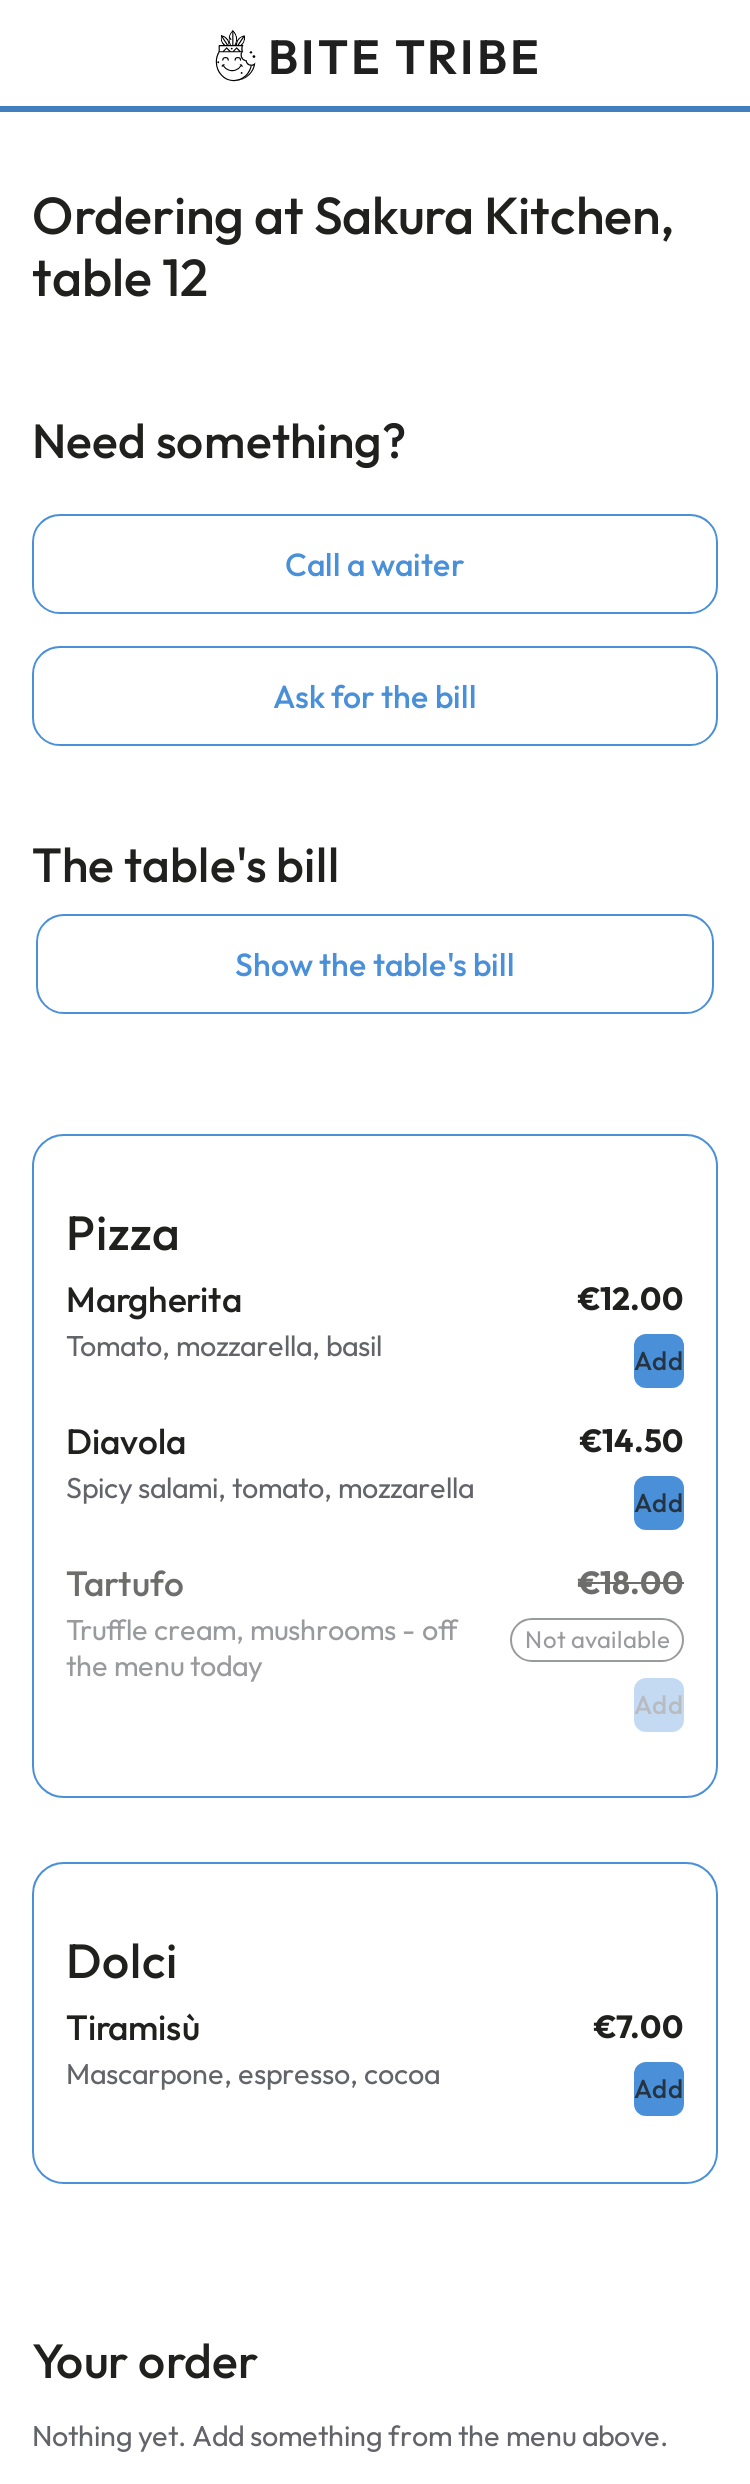 BITE TRIBE
Ordering at Sakura Kitchen,
table 12
Need something?
Call a waiter
Ask for the bill
The table's bill
Show the table's bill
Pizza
Margherita €12.00
Tomato, mozzarella, basil
Add
Diavola €14.50
Spicy salami, tomato, mozzarella
Add
Tartufo €18.00
Truffle cream, mushrooms - off
the menu today
Not available
Add
Dolci
Tiramisù €7.00
Mascarpone, espresso, cocoa
Add
Your order
Nothing yet. Add something from the menu above.